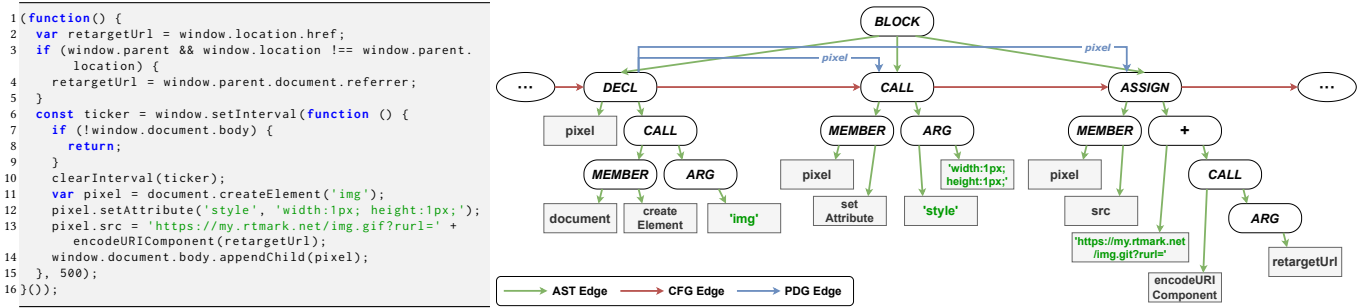 1 (function() {
2 var retargetUrl = window.location.href;
3 if (window.parent && window.location !== window.parent.
location) {
4 retargetUrl = window.parent.document.referrer;
5 }
6 const ticker = window.setInterval(function () {
7 if (!window.document.body) {
8 return;
9 }
10 clearInterval(ticker);
11 var pixel = document.createElement('img');
12 pixel.setAttribute('style', 'width:1px; height:1px;');
13 pixel.src = 'https://my.rtmark.net/img.gif?rurl=' +
encodeURIComponent(retargetUrl);
14 window.document.body.appendChild(pixel);
15 }, 500);
16 }());
BLOCK
pixel
pixel
...
DECL
CALL
ASSIGN
...
pixel
CALL
MEMBER
ARG
MEMBER
+
MEMBER
ARG
pixel
'width:1px;
height:1px;'
pixel
CALL
document
create
Element
'img'
set
Attribute
'style'
src
ARG
'https://my.rtmark.net
/img.git?rurl='
retargetUrl
encodeURI
Component
AST Edge
CFG Edge
PDG Edge